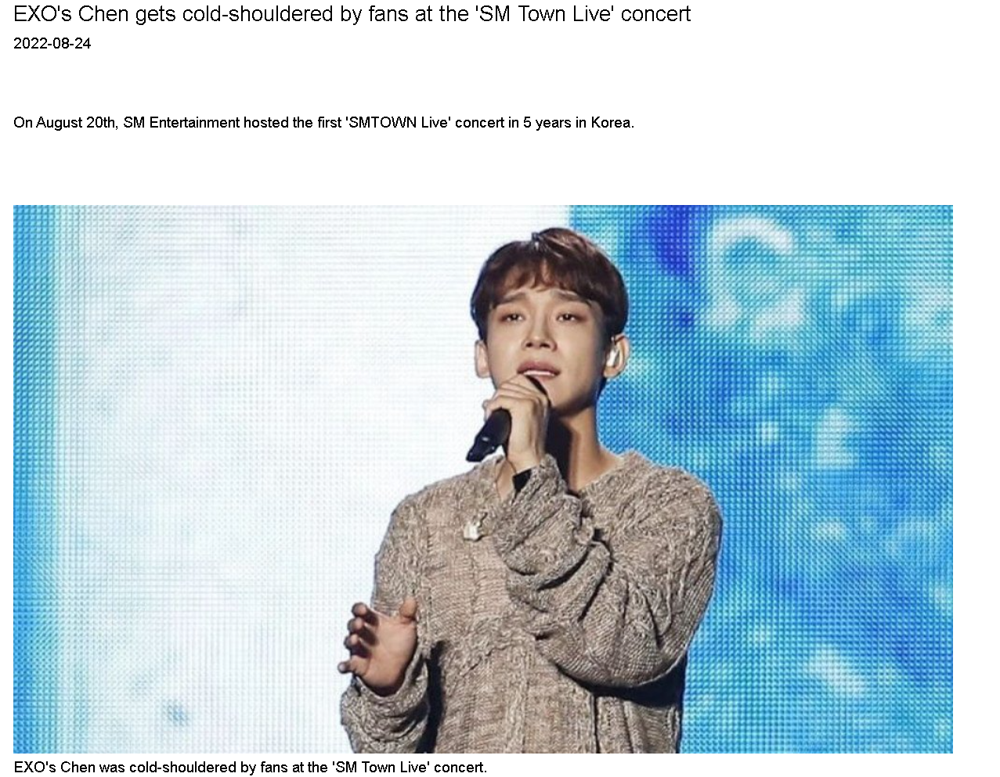 EXO's Chen gets cold-shouldered by fans at the 'SM Town Live' concert
2022-08-24
On August 20th, SM Entertainment hosted the first 'SMTOWN Live' concert in 5 years in Korea.
EXO's Chen was cold-shouldered by fans at the 'SM Town Live' concert.